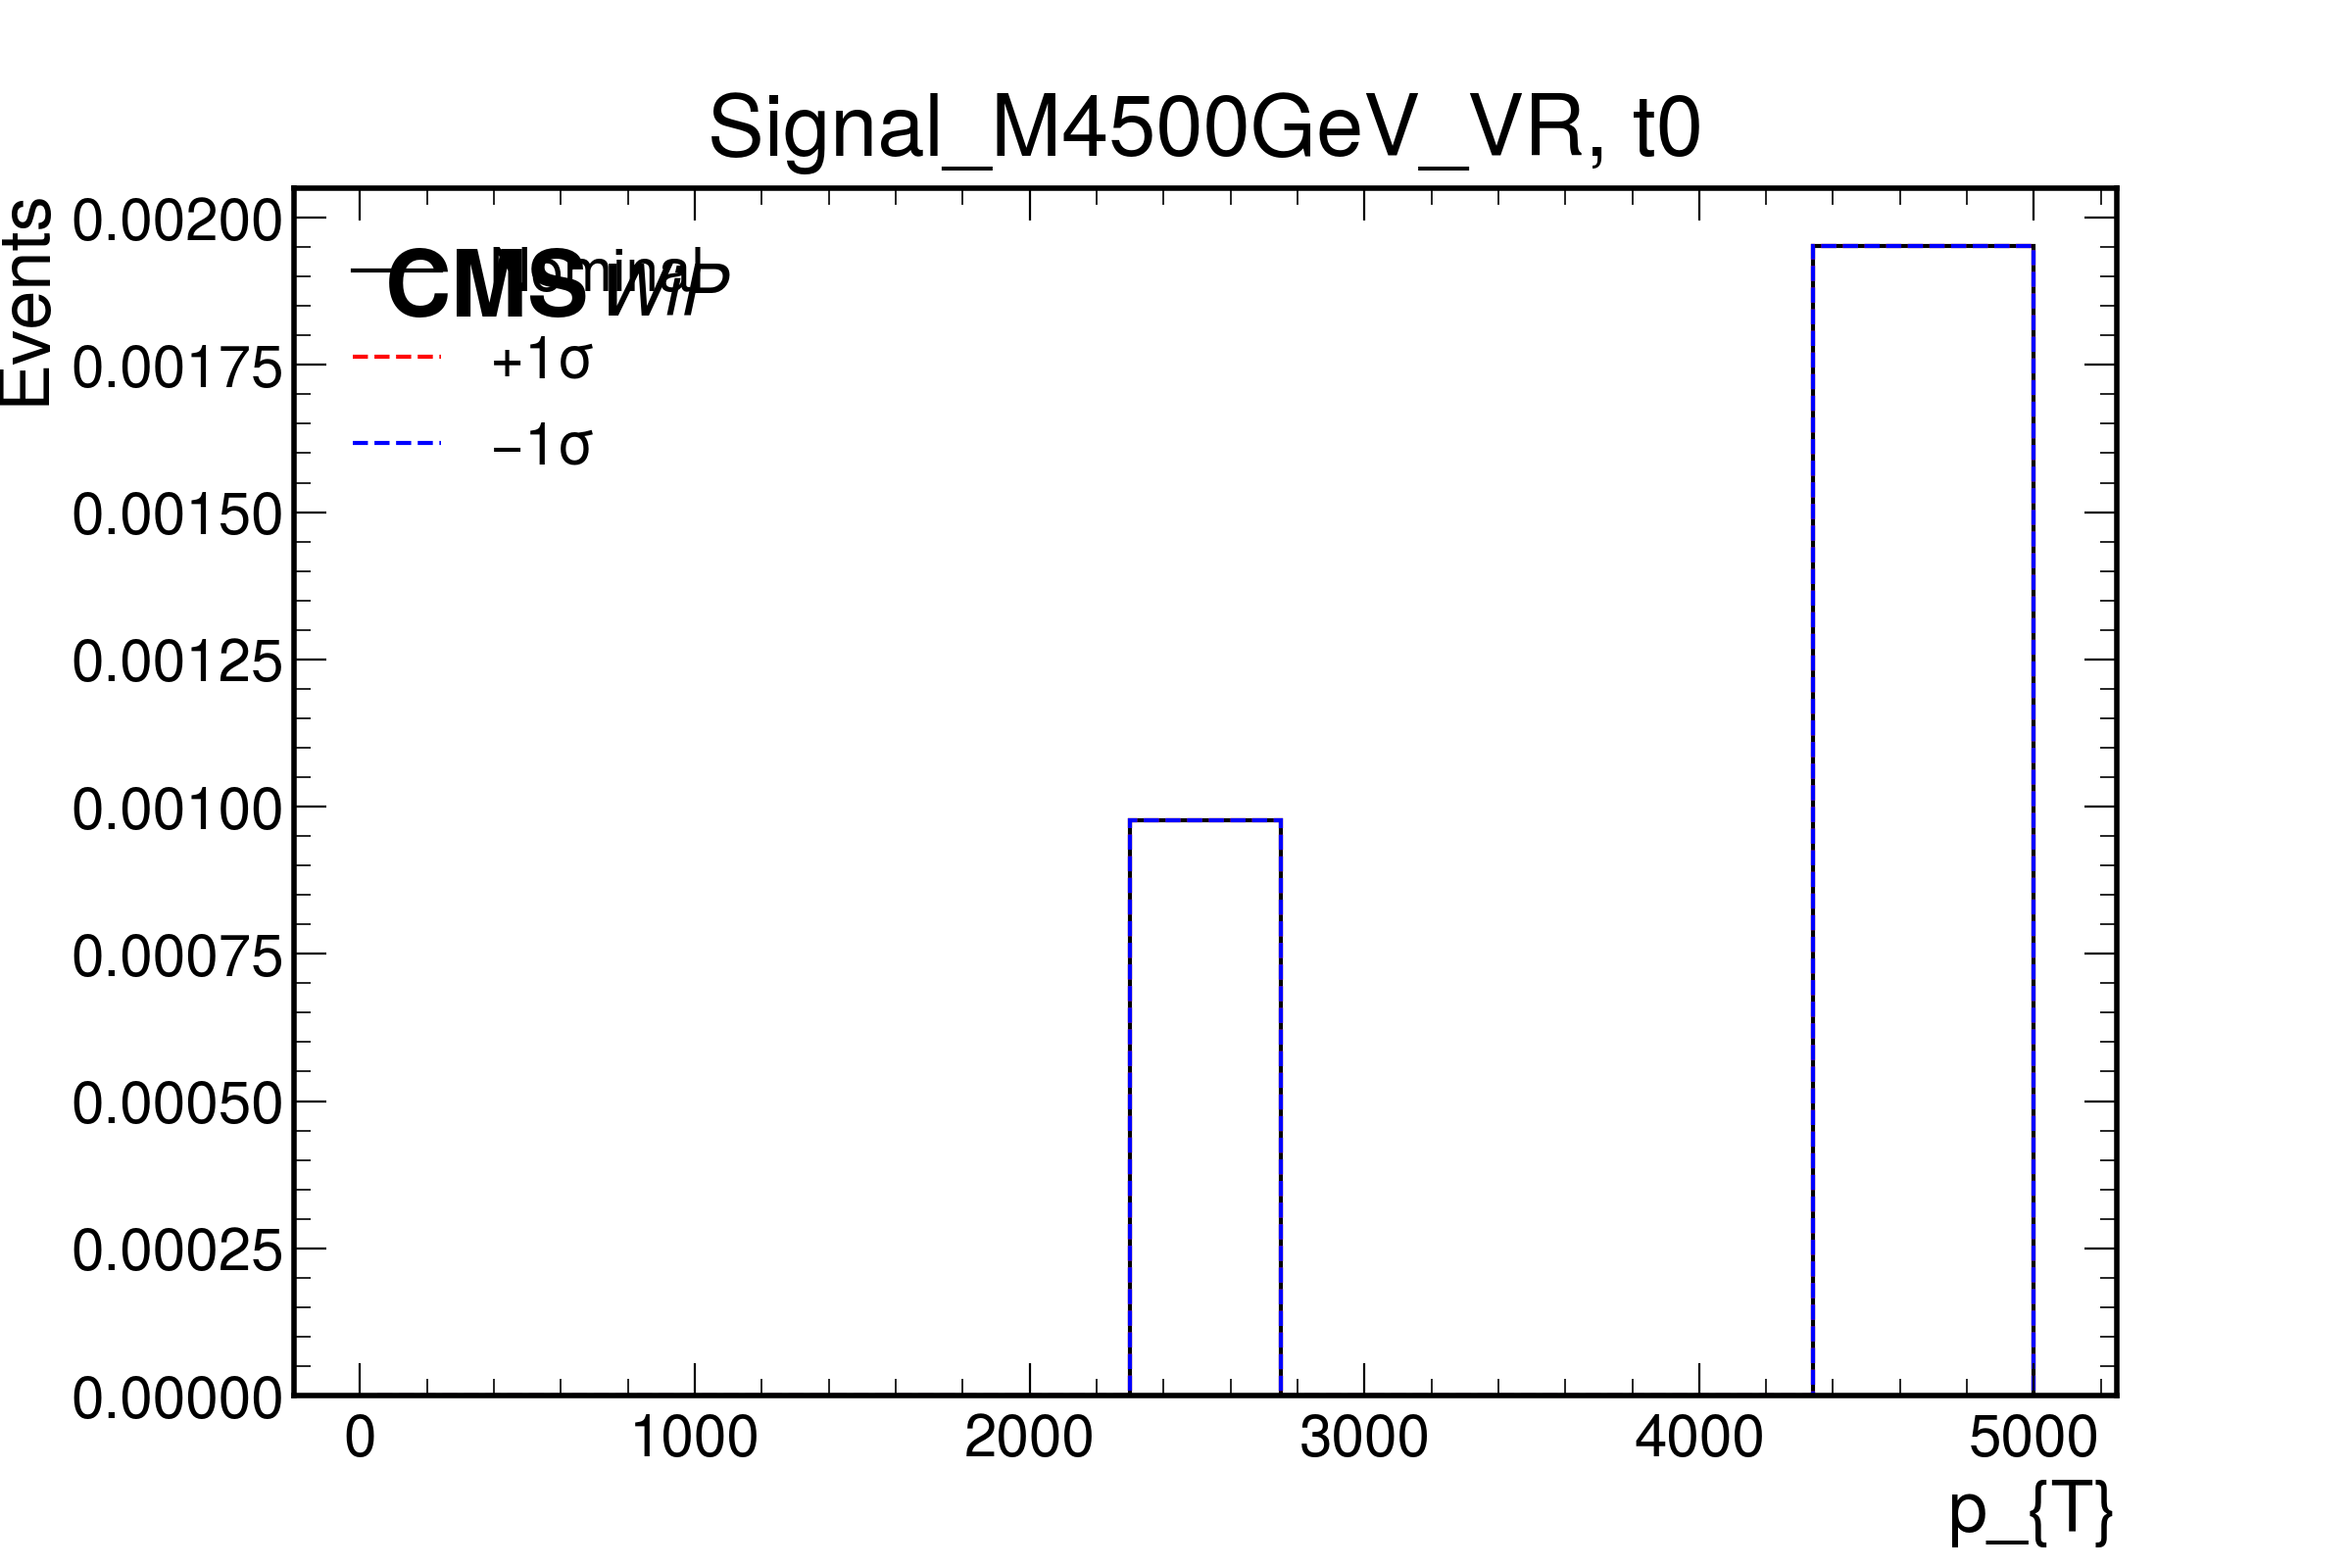 Signal_M4500GeV_VR, t0
Events
0.00200
0.00175
0.00150
0.00125
0.00100
0.00075
0.00050
0.00025
0.00000
CMS WiP
Nominal
+1σ
−1σ
0 1000 2000 3000 4000 5000
p_{T}